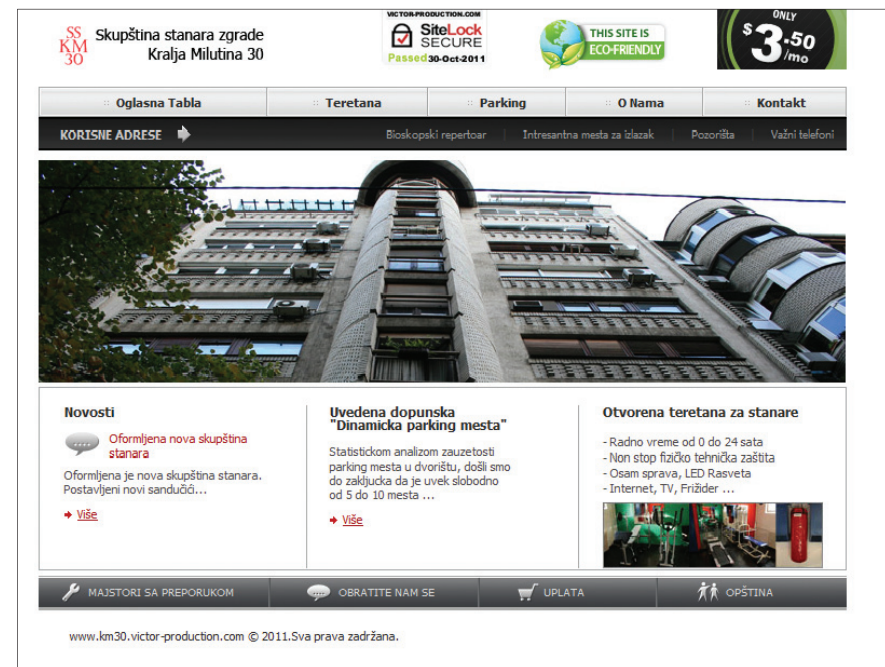 SS
KM
30
Skupština stanara zgrade
Kralja Milutina 30
VICTOR-PRODUCTION.COM
SiteLock
SECURE
Passed 30-Oct-2011
THIS SITE IS
ECO-FRIENDLY
ONLY
$3.50
/mo
Oglasna Tabla
Teretana
Parking
O Nama
Kontakt
KORISNE ADRESE
Bioskopski repertoar
Intresantna mesta za izlazak
Pozorišta
Važni telefoni
Novosti
Oformljena nova skupština
stanara
Oformljena je nova skupština stanara.
Postavljeni novi sandučići...
Više
Uvedena dopunska
"Dinamicka parking mesta"
Statistickom analizom zauzetosti
parking mesta u dvorištu, došli smo
do zaključka da je uvek slobodno
od 5 do 10 mesta ...
Više
Otvorena teretana za stanare
- Radno vreme od 0 do 24 sata
- Non stop fizičko tehnička zaštita
- Osam sprava, LED Rasveta
- Internet, TV, Frižider ...
MAJSTORI SA PREPORUKOM
OBRATITE NAM SE
UPLATA
OPŠTINA
www.km30.victor-production.com © 2011.Sva prava zadržana.